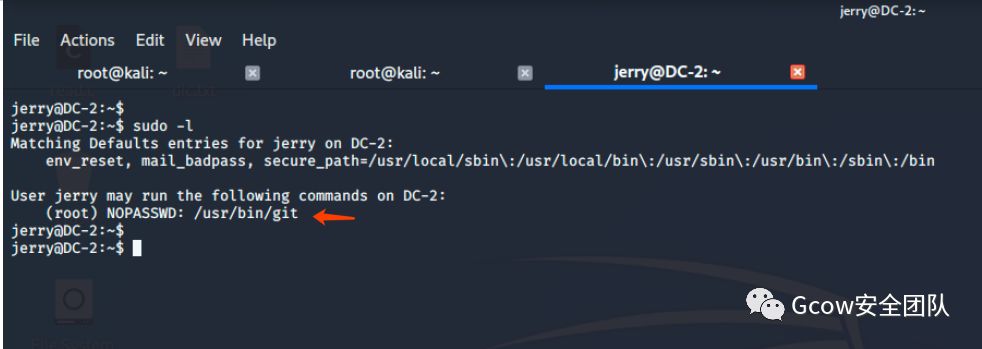 jerry@DC-2:~
File Actions Edit View Help
root@kali: ~ root@kali: ~ jerry@DC-2: ~
jerry@DC-2:~$
jerry@DC-2:~$ sudo -l
Matching Defaults entries for jerry on DC-2:
    env_reset, mail_badpass, secure_path=/usr/local/sbin\:/usr/local/bin\:/usr/sbin\:/usr/bin\:/sbin\:/bin
User jerry may run the following commands on DC-2:
    (root) NOPASSWD: /usr/bin/git
jerry@DC-2:~$
jerry@DC-2:~$
Gcow安全团队
File System